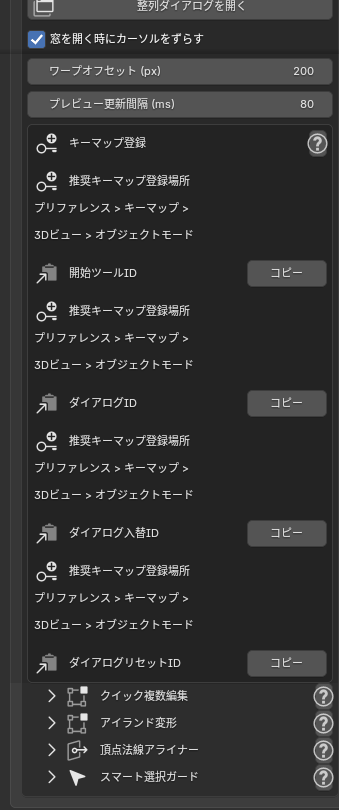 整列ダイアログを開く
窓を開く時にカーソルをずらす
ワープオフセット (px) 200
プレビュー更新間隔 (ms) 80
キーマップ登録 ?
推奨キーマップ登録場所
プリファレンス > キーマップ >
3Dビュー > オブジェクトモード
開始ツールID コピー
推奨キーマップ登録場所
プリファレンス > キーマップ >
3Dビュー > オブジェクトモード
ダイアログID コピー
推奨キーマップ登録場所
プリファレンス > キーマップ >
3Dビュー > オブジェクトモード
ダイアログ入替ID コピー
推奨キーマップ登録場所
プリファレンス > キーマップ >
3Dビュー > オブジェクトモード
ダイアログリセットID コピー
クイック複数編集 ?
アイランド変形 ?
頂点法線アライナー ?
スマート選択ガード ?